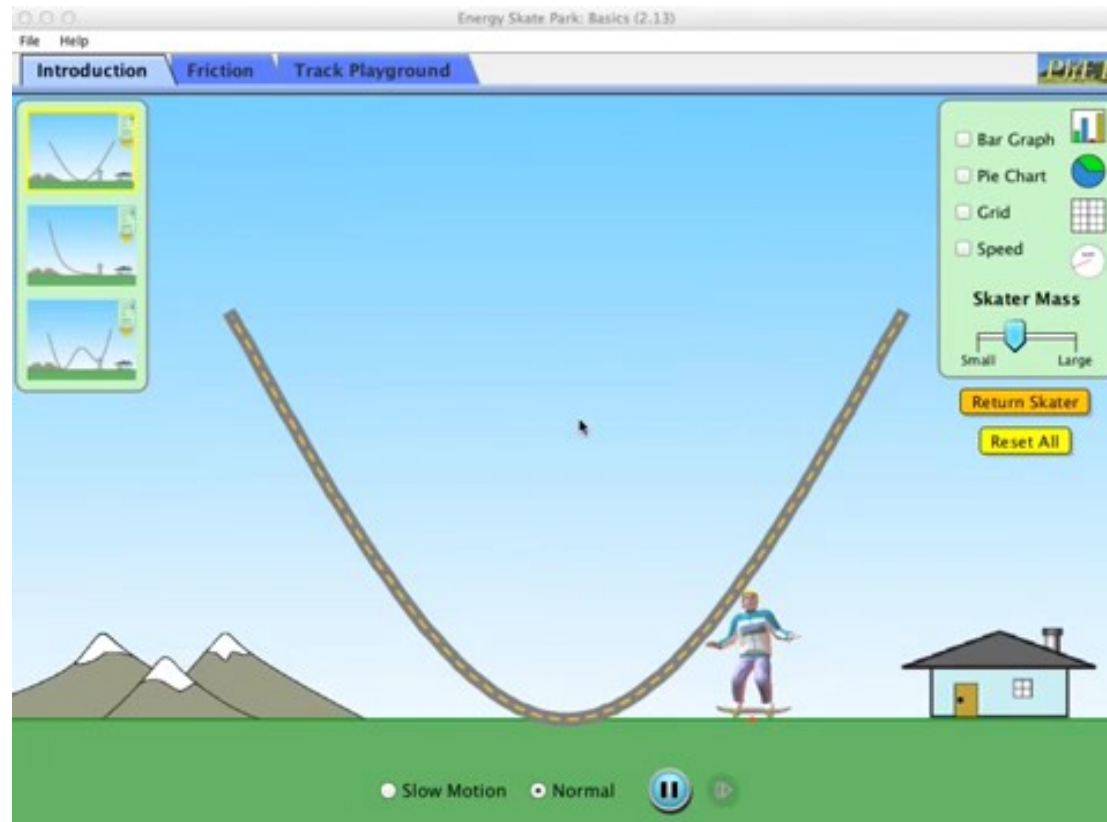 Energy Skate Park: Basics (2.13)
File Help
Introduction Friction Track Playground
PhET
Bar Graph
Pie Chart
Grid
Speed
Skater Mass
Small Large
Return Skater
Reset All
Slow Motion Normal